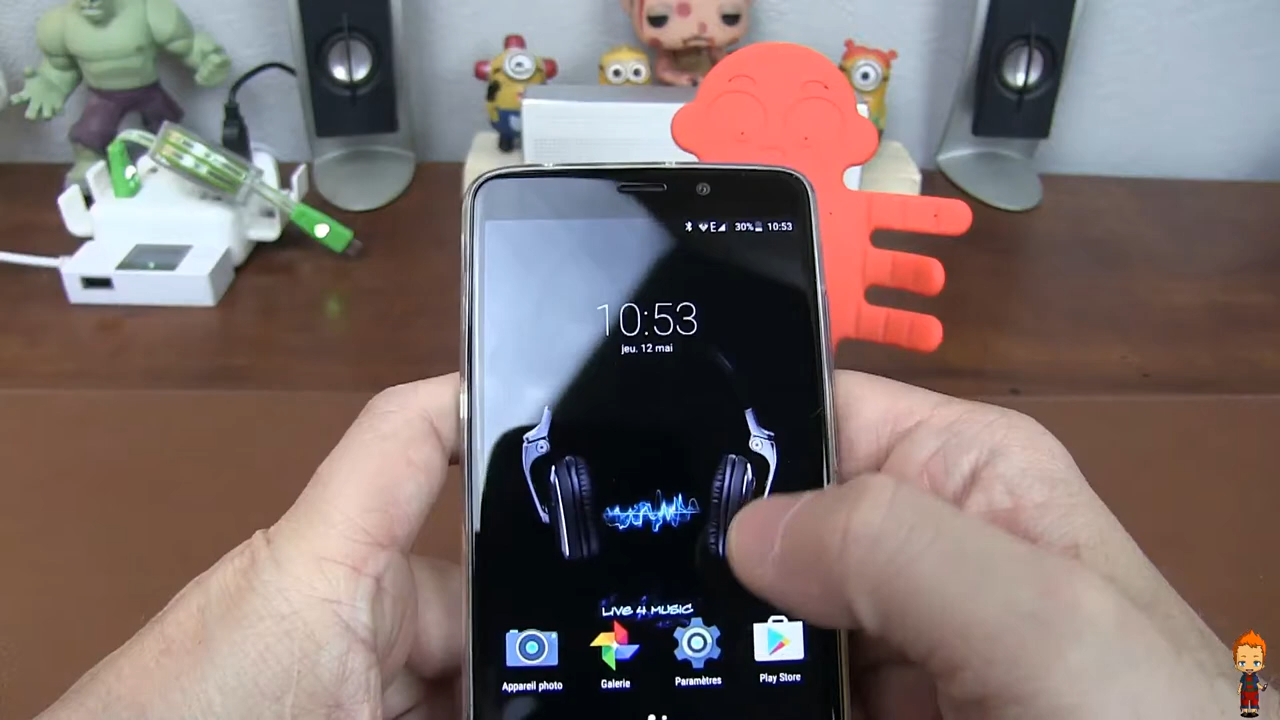 E 30% 10:53
10:53
jeu. 12 mai
LIVE 4 MUSIC
Appareil photo Galerie Paramètres Play Store